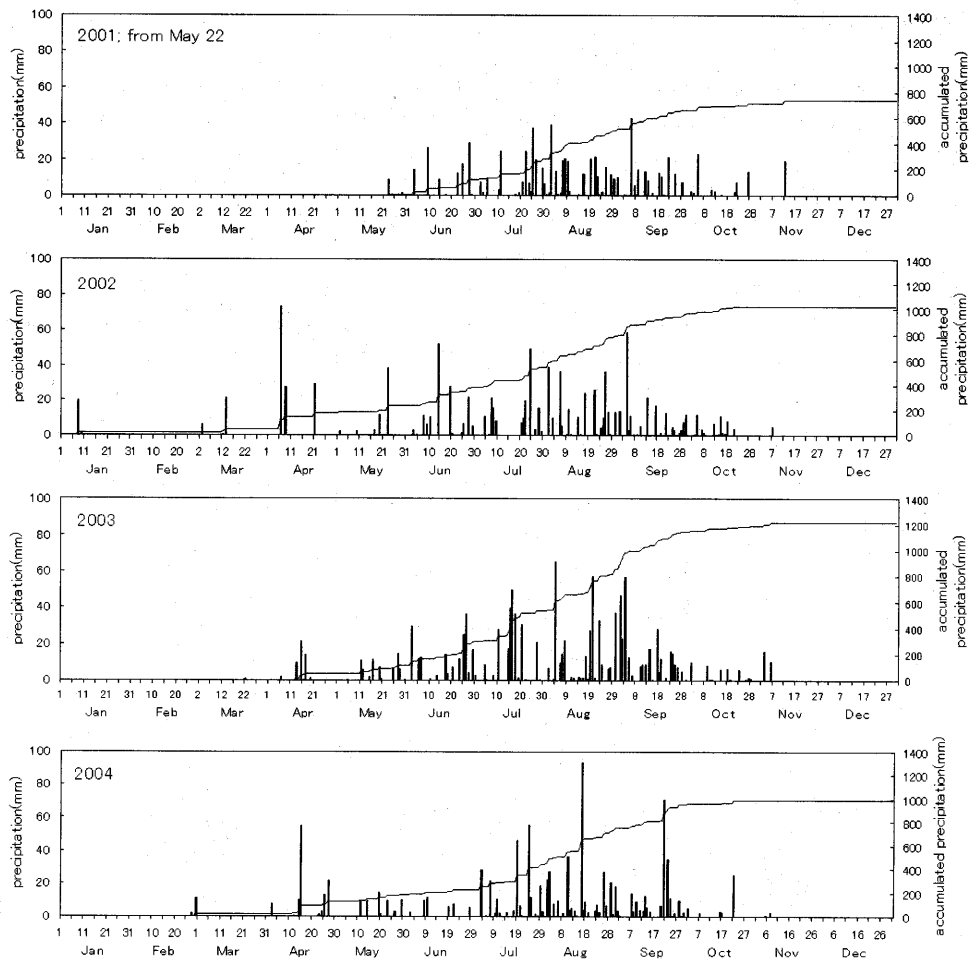 2001; from May 22
precipitation(mm)
100
80
60
40
20
0
1400
1200
1000
800
600
400
200
0
accumulated
precipitation(mm)
1 11 21 31 10 20 2 12 22 1 11 21 1 11 21 31 10 20 30 10 20 30 9 19 29 8 18 28 8 18 28 7 17 27 7 17 27
Jan Feb Mar Apr May Jun Jul Aug Sep Oct Nov Dec
2002
precipitation(mm)
100
80
60
40
20
0
1400
1200
1000
800
600
400
200
0
accumulated
precipitation(mm)
1 11 21 31 10 20 2 12 22 1 11 21 1 11 21 31 10 20 30 10 20 30 9 19 29 8 18 28 8 18 28 7 17 27 7 17 27
Jan Feb Mar Apr May Jun Jul Aug Sep Oct Nov Dec
2003
precipitation(mm)
100
80
60
40
20
0
1400
1200
1000
800
600
400
200
0
accumulated
precipitation(mm)
1 11 21 31 10 20 2 12 22 1 11 21 1 11 21 31 10 20 30 10 20 30 9 19 29 8 18 28 8 18 28 7 17 27 7 17 27
Jan Feb Mar Apr May Jun Jul Aug Sep Oct Nov Dec
2004
precipitation(mm)
100
80
60
40
20
0
1400
1200
1000
800
600
400
200
0
accumulated precipitation(mm)
1 11 21 31 10 20 1 11 21 31 10 20 30 10 20 30 9 19 29 9 19 29 8 18 28 7 17 27 7 17 27 6 16 26 6 16 26
Jan Feb Mar Apr May Jun Jul Aug Sep Oct Nov Dec